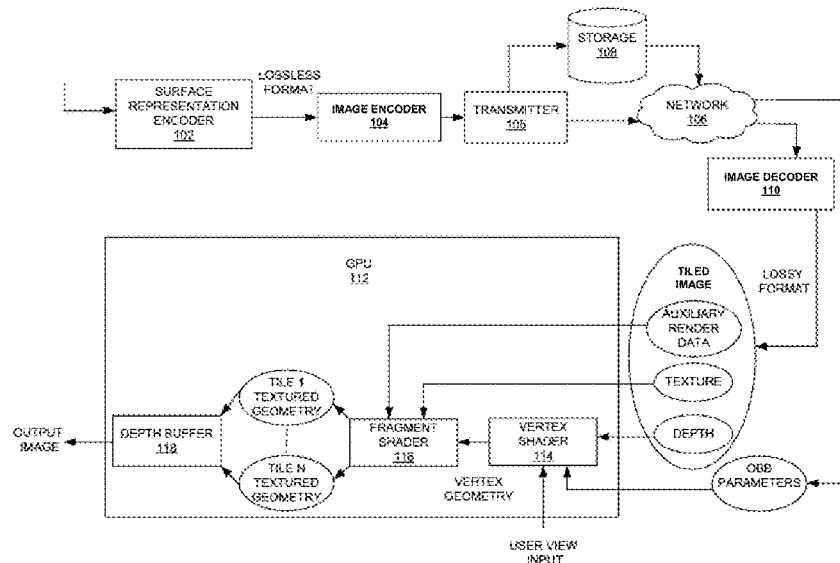 STORAGE
108
SURFACE
REPRESENTATION
ENCODER
102
LOSSLESS
FORMAT
IMAGE ENCODER
104
TRANSMITTER
105
NETWORK
106
IMAGE DECODER
110
GPU
112
TILED
IMAGE
LOSSY
FORMAT
AUXILIARY
RENDER
DATA
TEXTURE
DEPTH
TILE 1
TEXTURED
GEOMETRY
OUTPUT
IMAGE
DEPTH BUFFER
118
FRAGMENT
SHADER
116
VERTEX
SHADER
114
TILE N
TEXTURED
GEOMETRY
VERTEX
GEOMETRY
OBB
PARAMETERS
USER VIEW
INPUT